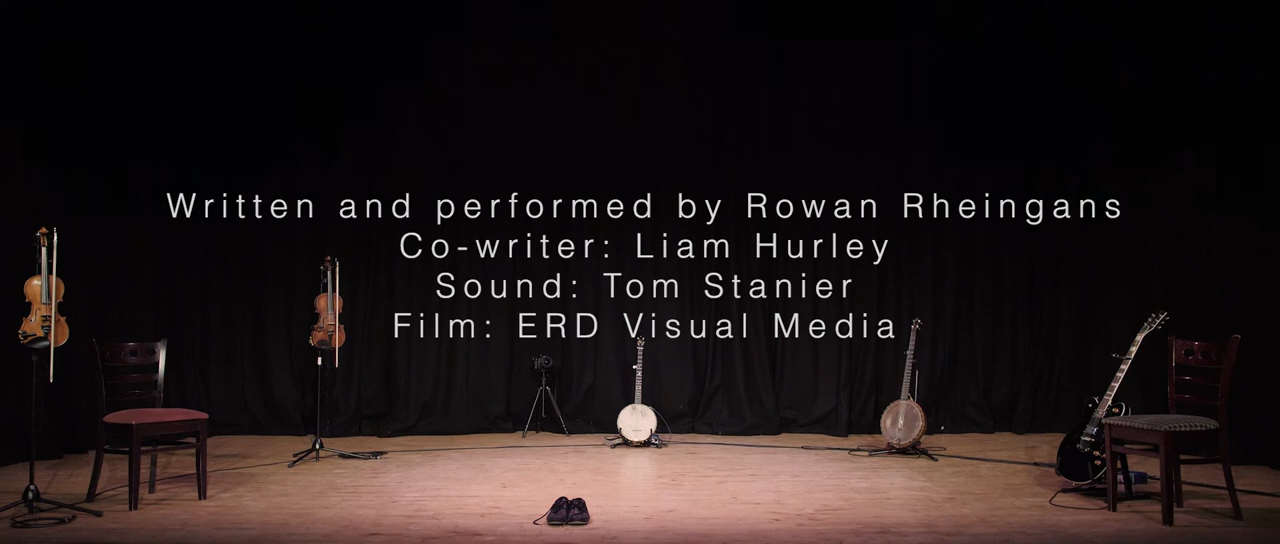 Written and performed by Rowan Rheingans
Co-writer: Liam Hurley
Sound: Tom Stanier
Film: ERD Visual Media